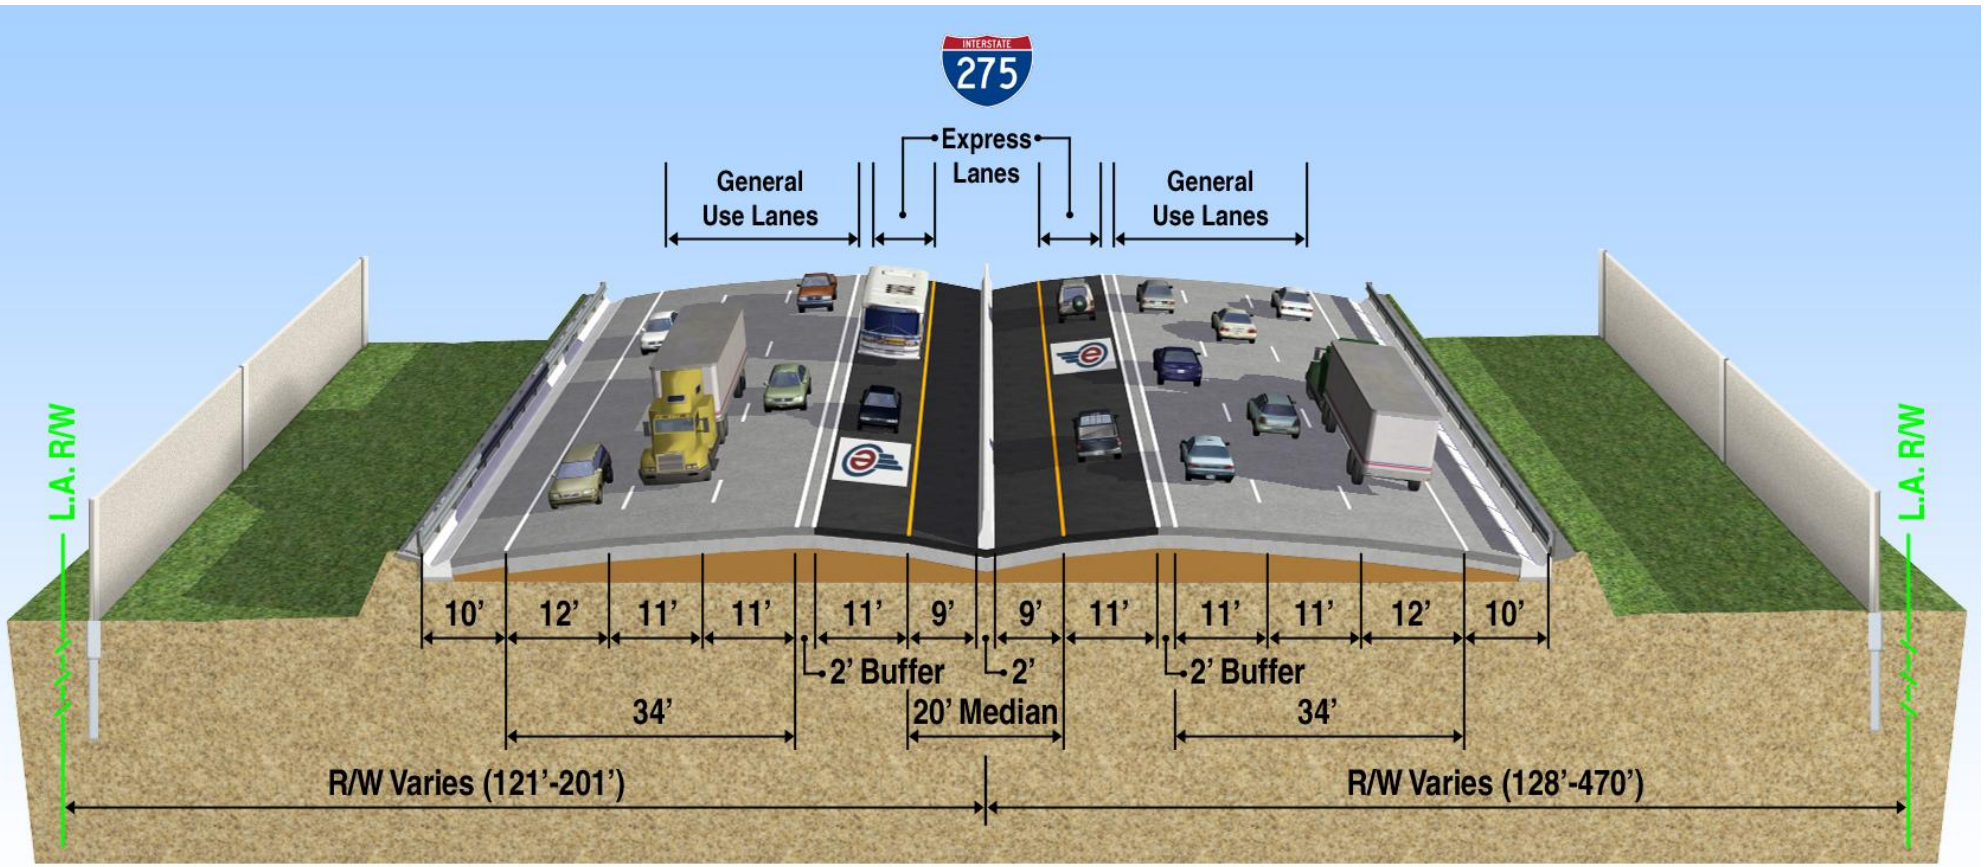 INTERSTATE
275
Express
Lanes
General
Use Lanes
General
Use Lanes
e
e
L.A. R/W
L.A. R/W
10’ 12’ 11’ 11’ 11’ 9’ 9’ 11’ 11’ 11’ 12’ 10’
2’ Buffer 2’ 2’ Buffer
34’ 20’ Median 34’
R/W Varies (121’-201’) R/W Varies (128’-470’)